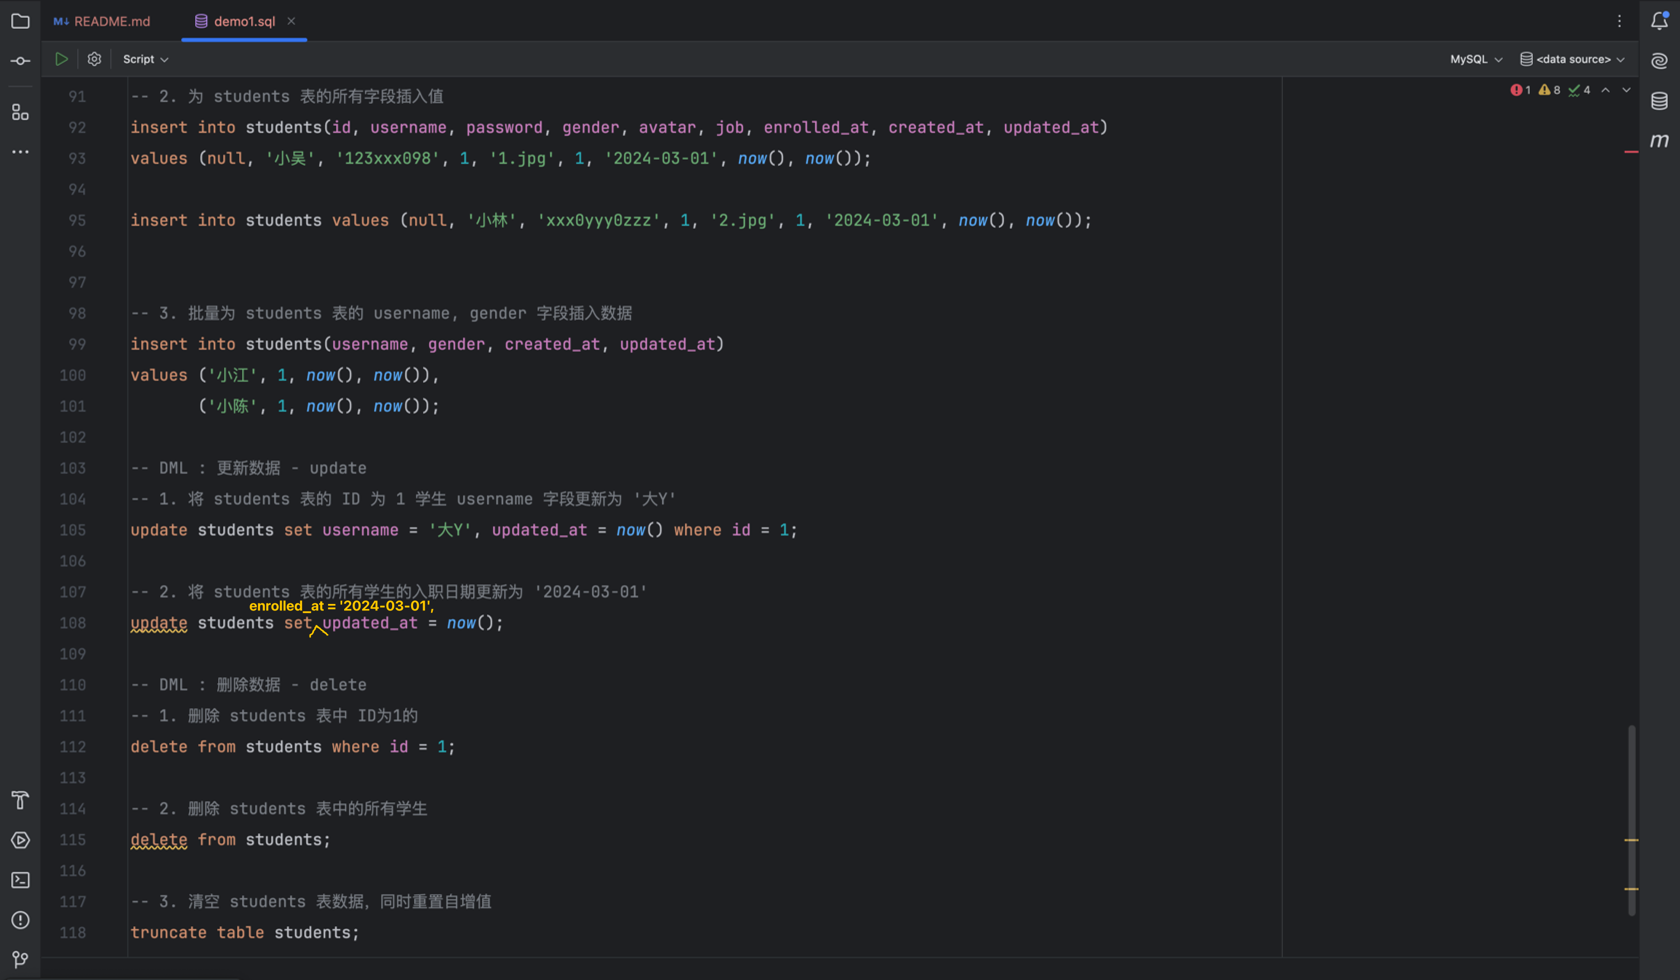 M↓ README.md
demo1.sql ×
Script
MySQL
<data source>
1 8 4
91 -- 2. 为 students 表的所有字段插入值
92 insert into students(id, username, password, gender, avatar, job, enrolled_at, created_at, updated_at)
93 values (null, '小吴', '123xxx098', 1, '1.jpg', 1, '2024-03-01', now(), now());
94
95 insert into students values (null, '小林', 'xxx0yyy0zzz', 1, '2.jpg', 1, '2024-03-01', now(), now());
96
97
98 -- 3. 批量为 students 表的 username, gender 字段插入数据
99 insert into students(username, gender, created_at, updated_at)
100 values ('小江', 1, now(), now()),
101 ('小陈', 1, now(), now());
102
103 -- DML : 更新数据 - update
104 -- 1. 将 students 表的 ID 为 1 学生 username 字段更新为 '大Y'
105 update students set username = '大Y', updated_at = now() where id = 1;
106
107 -- 2. 将 students 表的所有学生的入职日期更新为 '2024-03-01'
enrolled_at = '2024-03-01',
108 update students set updated_at = now();
109
110 -- DML : 删除数据 - delete
111 -- 1. 删除 students 表中 ID为1的
112 delete from students where id = 1;
113
114 -- 2. 删除 students 表中的所有学生
115 delete from students;
116
117 -- 3. 清空 students 表数据，同时重置自增值
118 truncate table students;
m